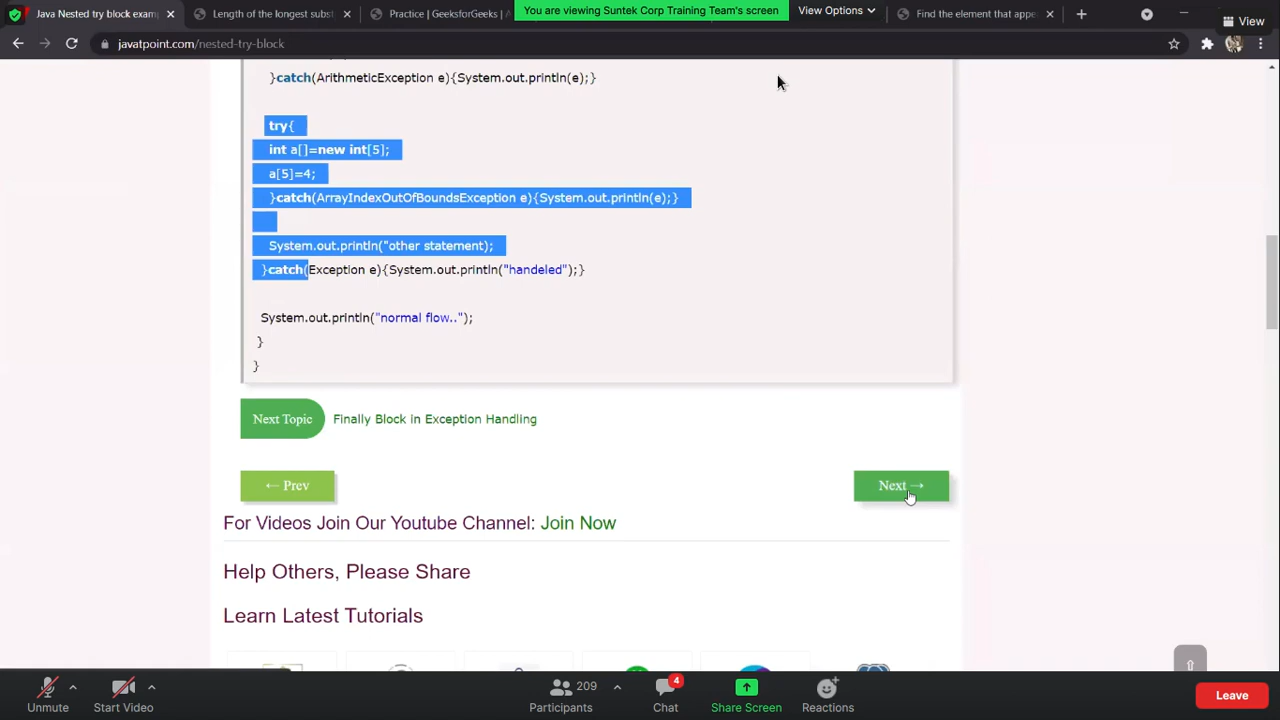 Java Nested try block exam
Length of the longest subst
Practice | GeeksforGeeks | A
You are viewing Suntek Corp Training Team's screen
View Options
Find the element that appe
View
javatpoint.com/nested-try-block
}catch(ArithmeticException e){System.out.println(e);}
try{
int a[]=new int[5];
a[5]=4;
}catch(ArrayIndexOutOfBoundsException e){System.out.println(e);}
System.out.println("other statement);
}catch(Exception e){System.out.println("handeled");}
System.out.println("normal flow..");
}
}
Next Topic Finally Block in Exception Handling
← Prev
Next →
For Videos Join Our Youtube Channel: Join Now
Help Others, Please Share
Learn Latest Tutorials
209
4
Unmute
Start Video
Participants
Chat
Share Screen
Reactions
Leave